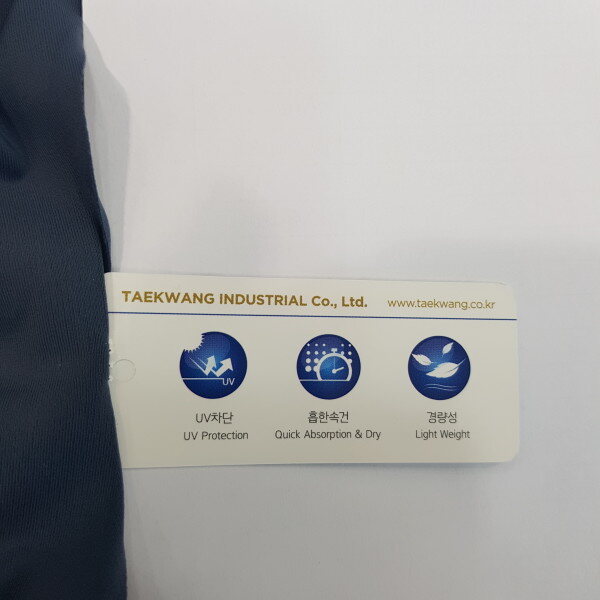 TAEKWANG INDUSTRIAL Co., Ltd. www.taekwang.co.kr
UV
UV차단 흡한속건 경량성
UV Protection Quick Absorption & Dry Light Weight